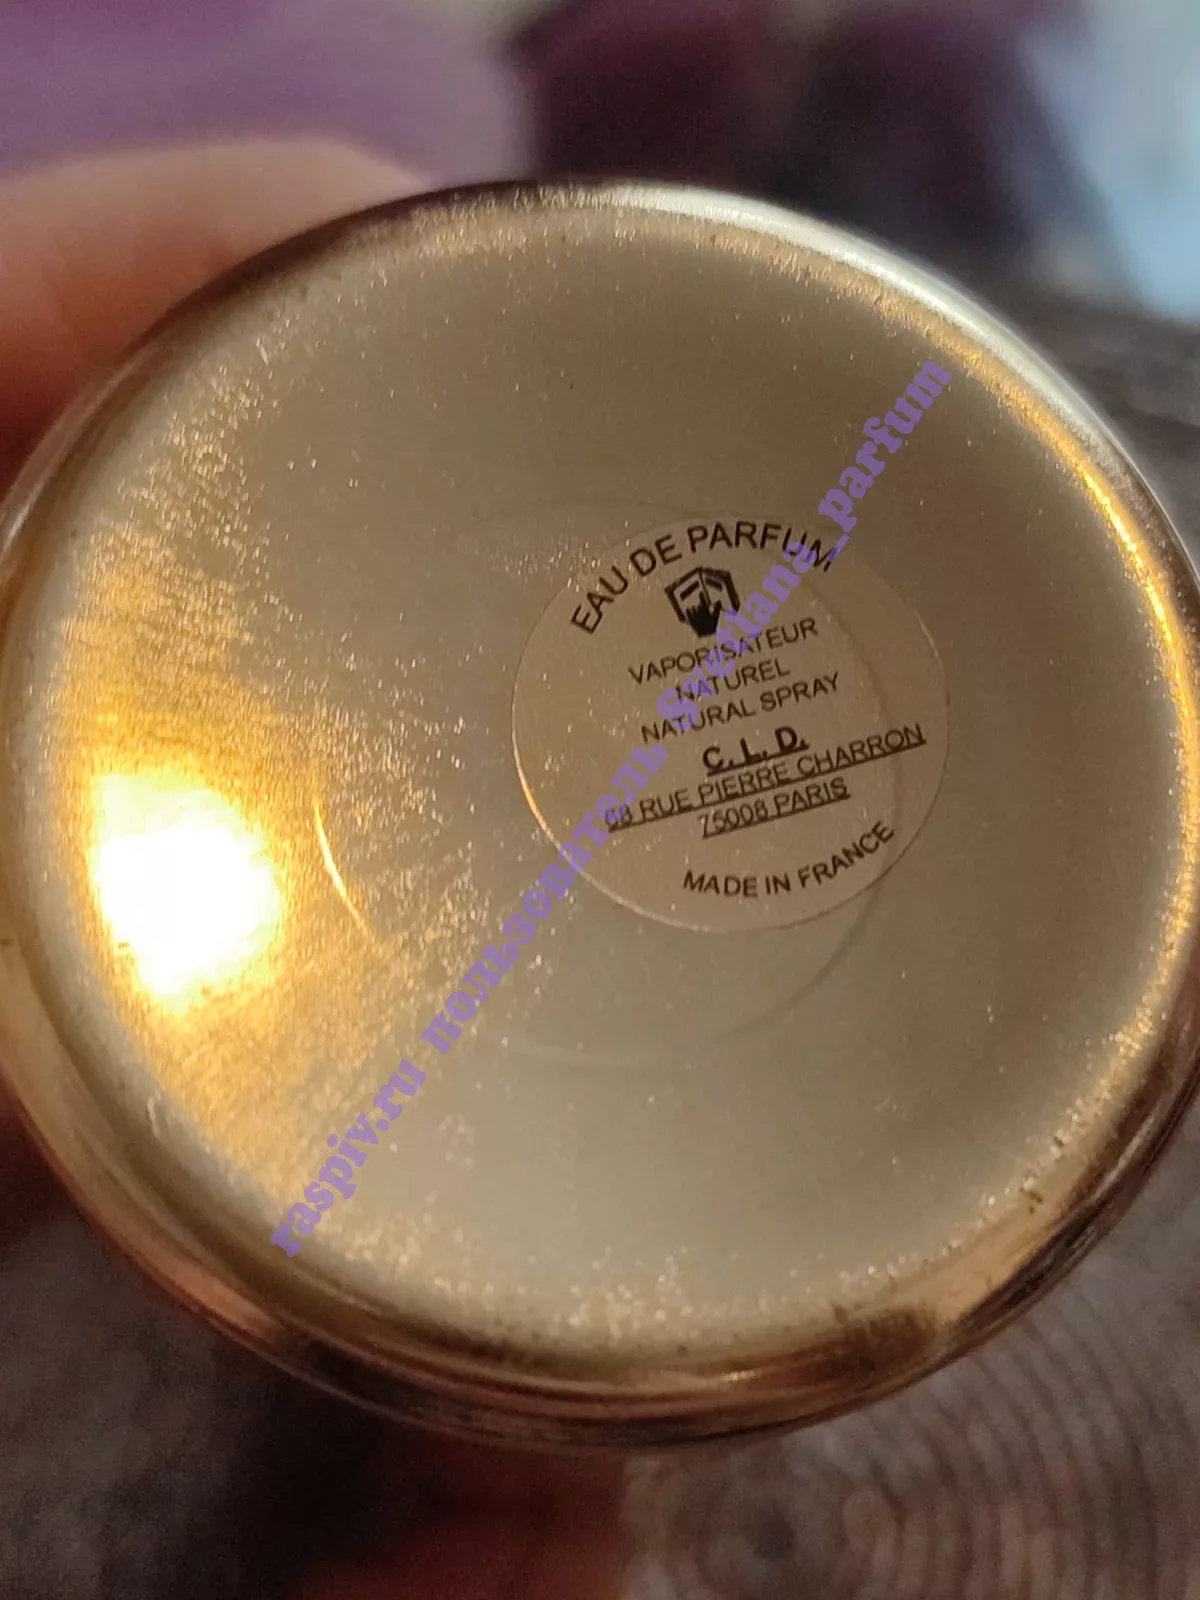 EAU DE PARFUM
VAPORISATEUR
NATUREL
NATURAL SPRAY
C. L. D.
68 RUE PIERRE CHARRON
75008 PARIS
MADE IN FRANCE
raspiv.ru пользователь Svetlana_parfum